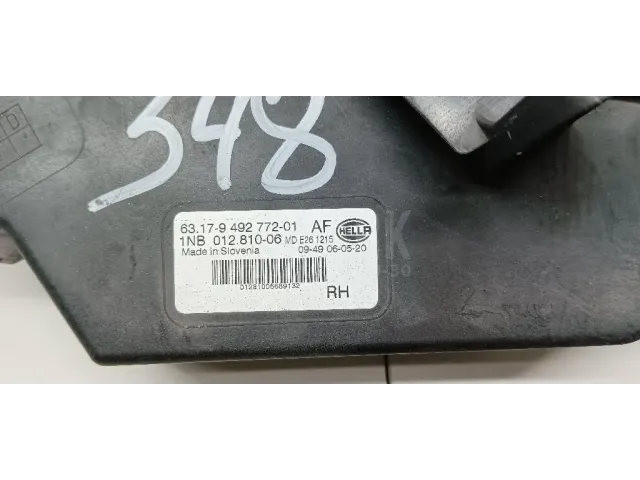 348
63.17-9 492 772-01 AF HELLA
1NB 012.810-06 MD E26 1215
Made in Slovenia 09-49 06-05-20
01281005689132
RH